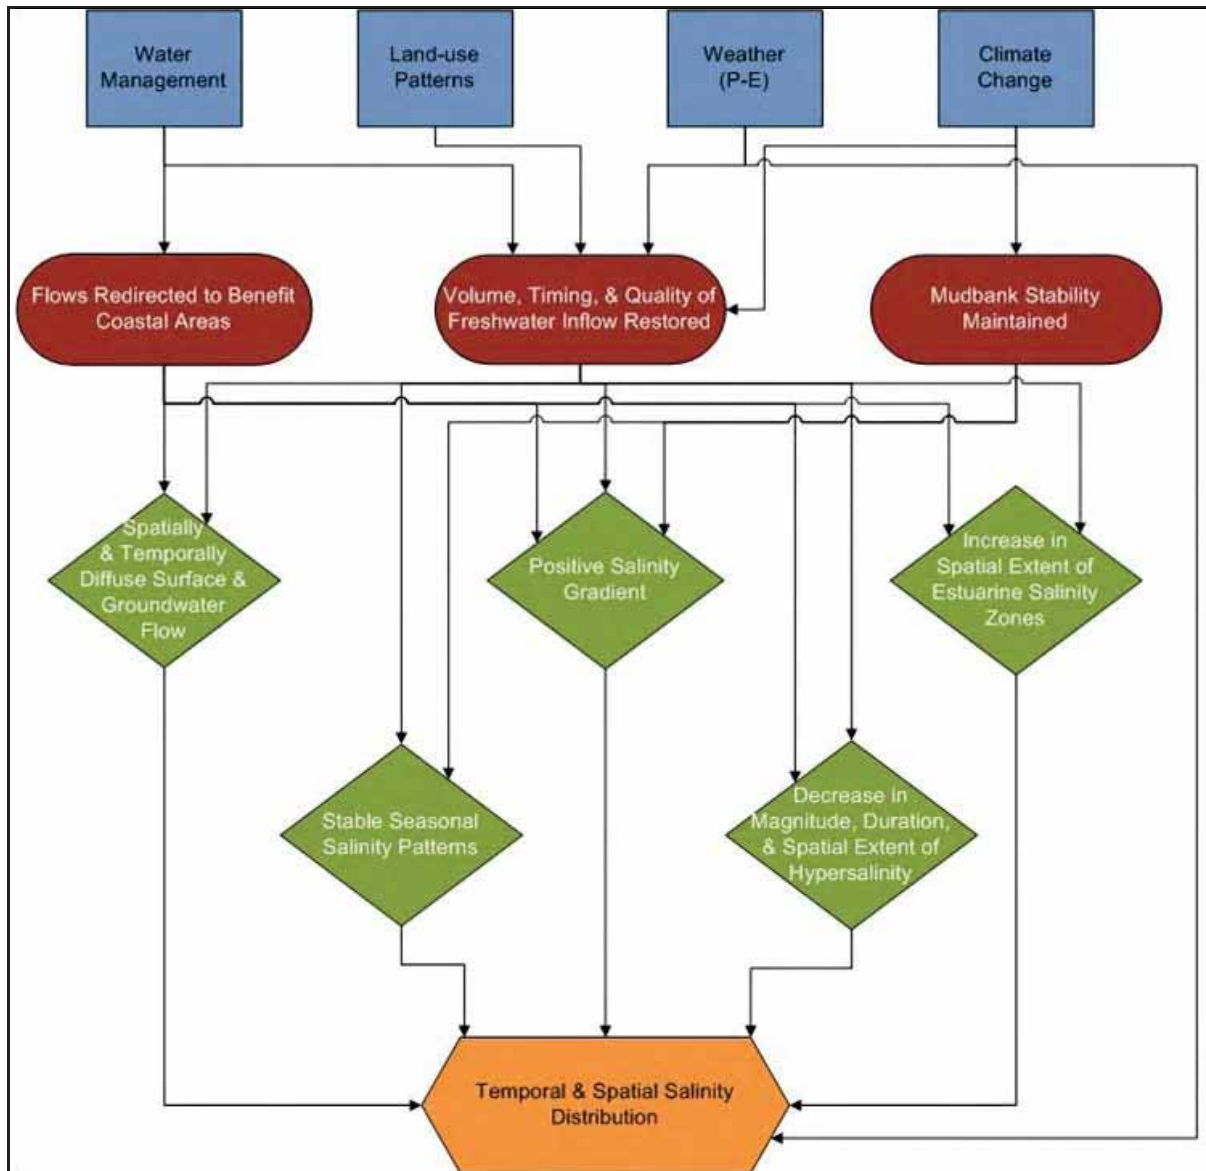 Water
Management
Land-use
Patterns
Weather
(P-E)
Climate
Change
Flows Redirected to Benefit
Coastal Areas
Volume, Timing, & Quality of
Freshwater Inflow Restored
Mudbank Stability
Maintained
Spatially
& Temporally
Diffuse Surface &
Groundwater
Flow
Positive Salinity
Gradient
Increase in
Spatial Extent of
Estuarine Salinity
Zones
Stable Seasonal
Salinity Patterns
Decrease in
Magnitude, Duration,
& Spatial Extent of
Hypersalinity
Temporal & Spatial Salinity
Distribution